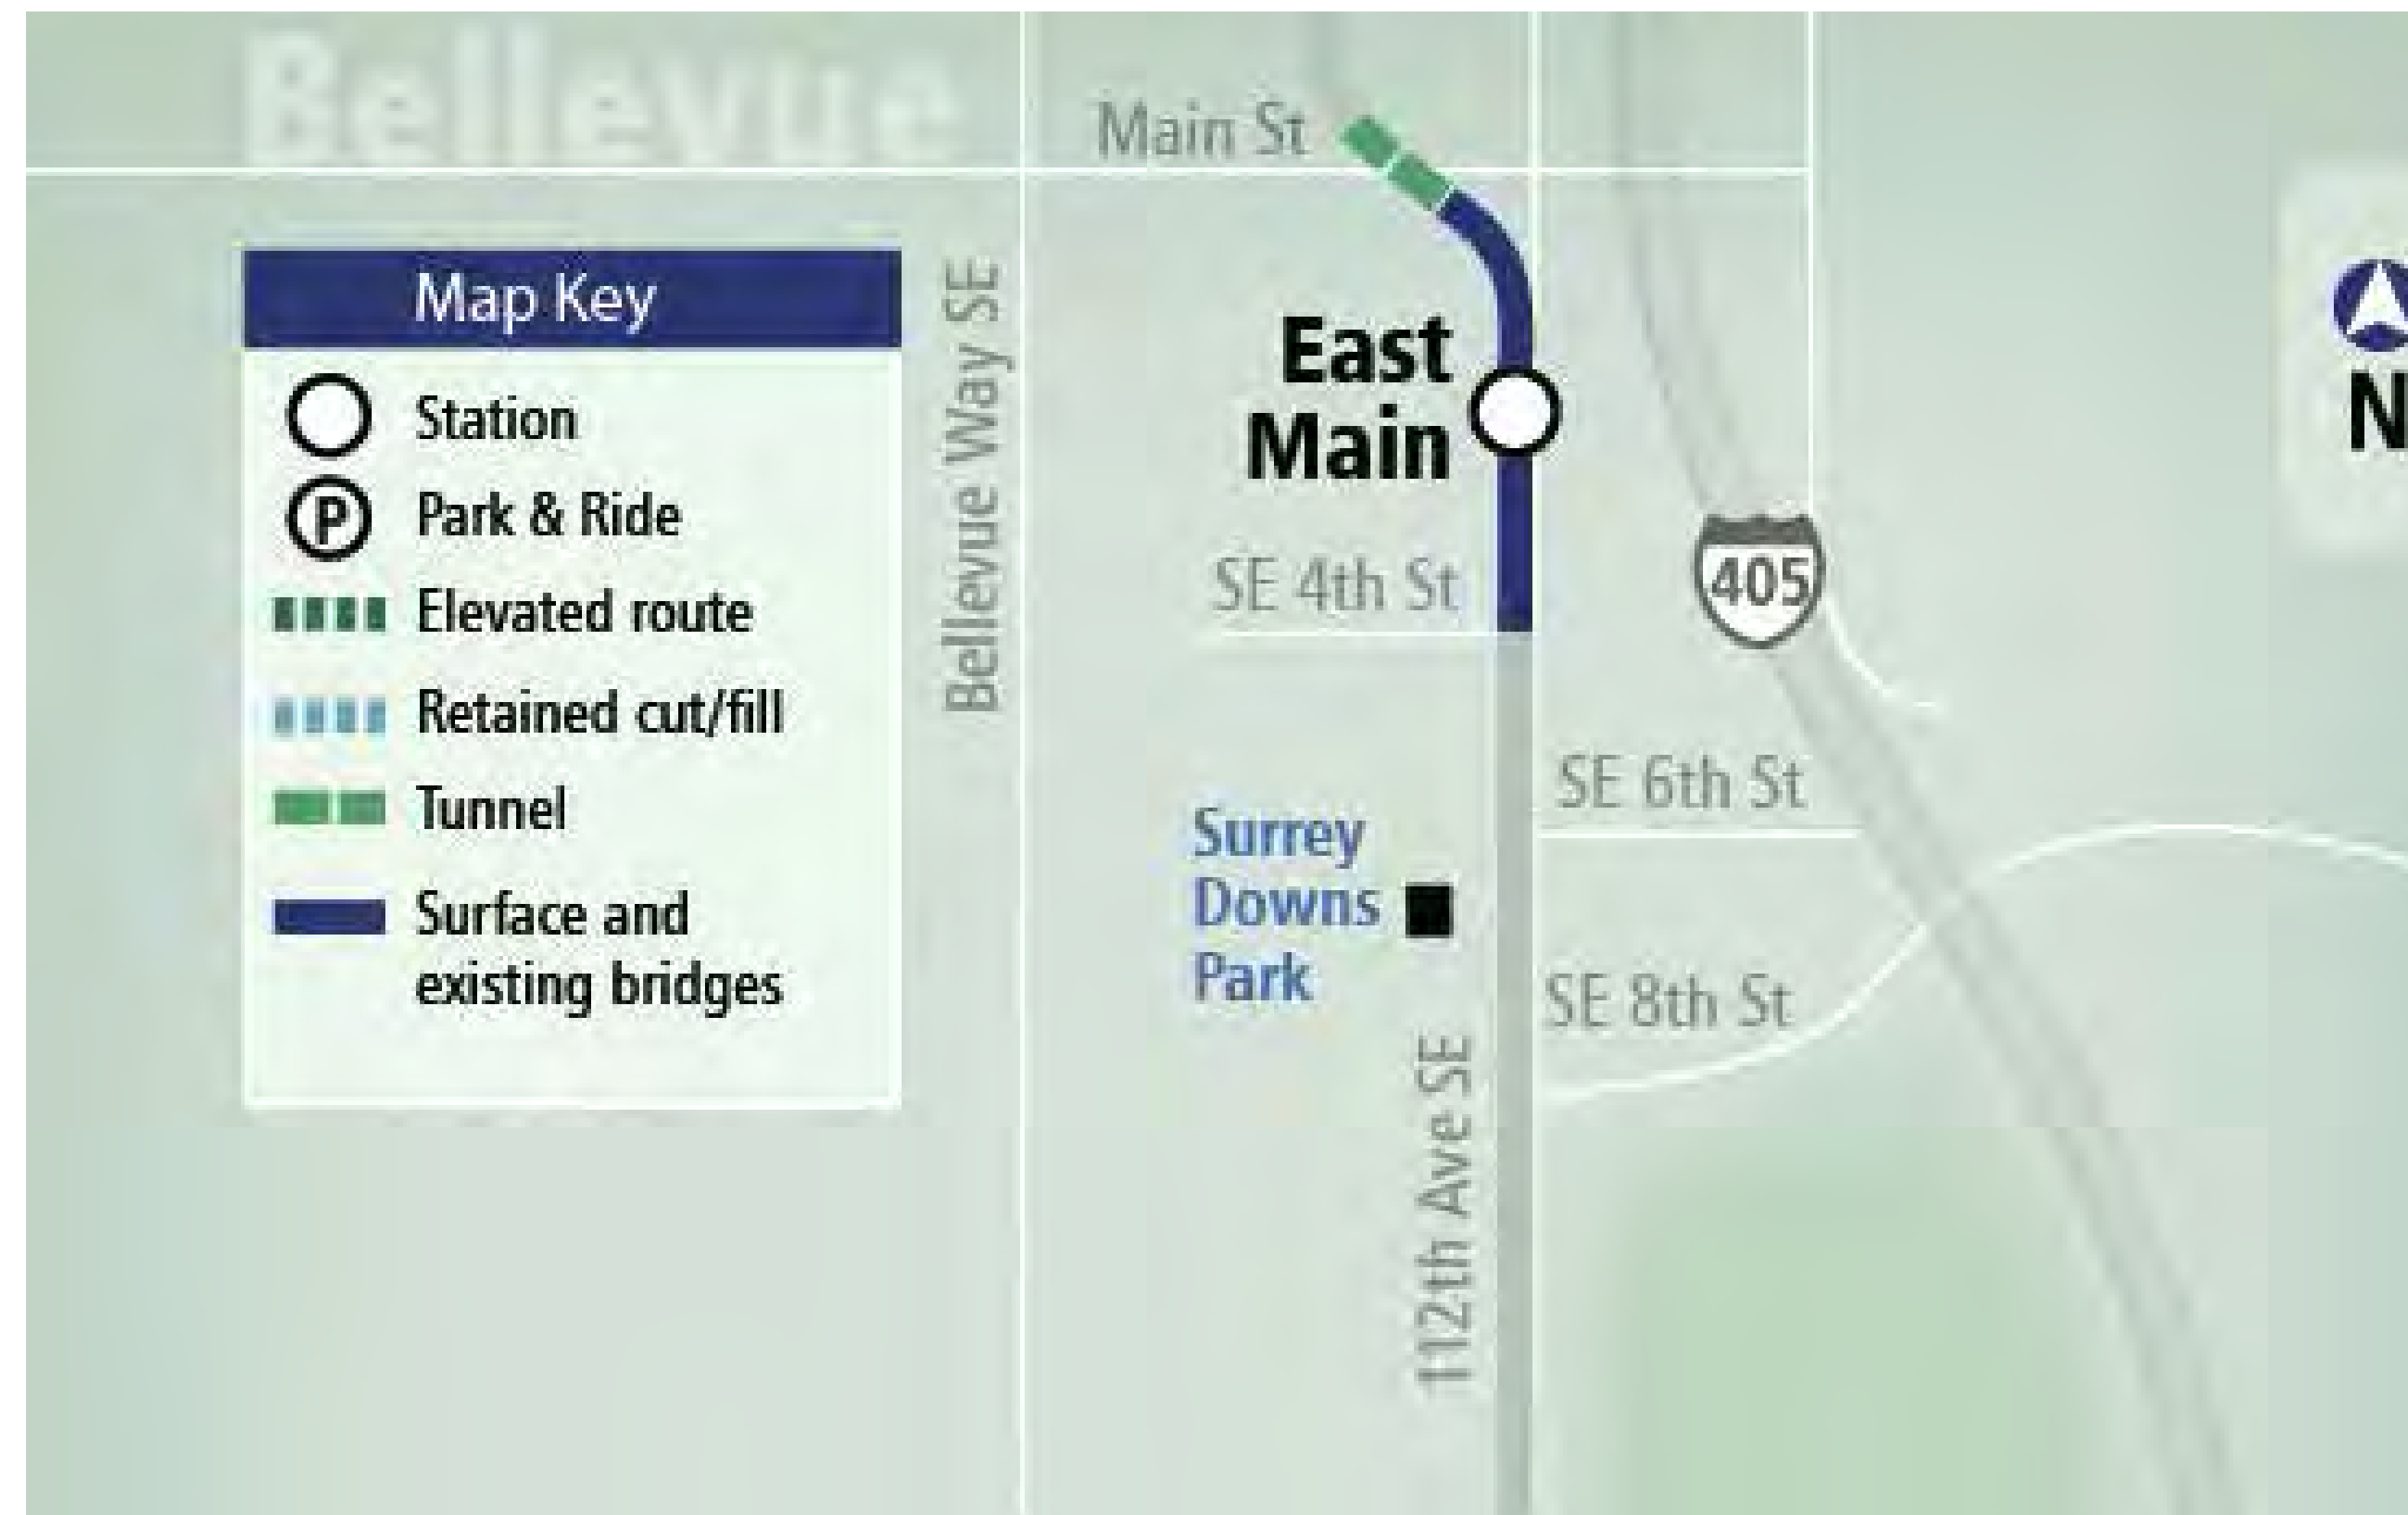 Bellevue
Main St
Map Key
Station
P Park & Ride
Elevated route
Retained cut/fill
Tunnel
Surface and
existing bridges
Bellevue Way SE
East
Main
SE 4th St
405
N
SE 6th St
Surrey
Downs
Park
SE 8th St
112th Ave SE